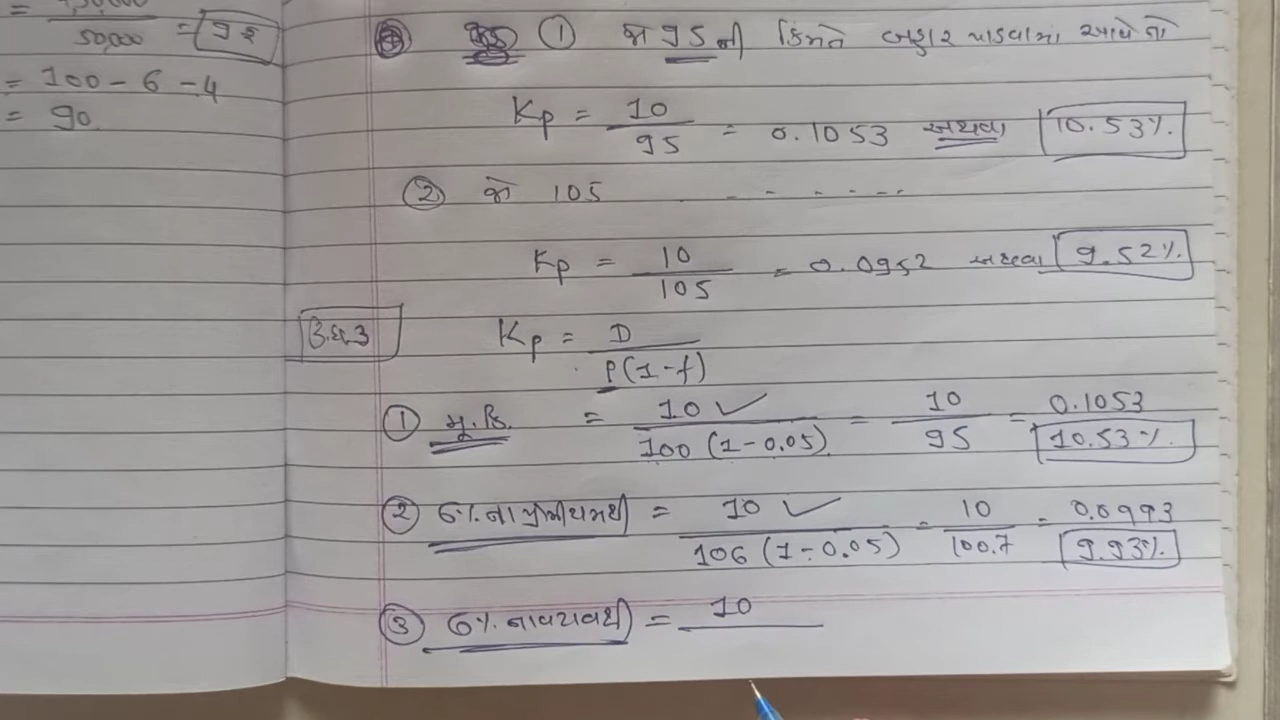 50,000 = 92
= 100 - 6 - 4
= 90
① જો 95 ની કિંમતે બહાર પાડવામાં આવે તો
Kp = 10 / 95 = 0.1053 અથવા 10.53%.
② જો 105 - - - - - -
Kp = 10 / 105 = 0.0952 અથવા 9.52%.
ઉદા.3 Kp = D / P(1-f)
① મૂ.કિં. = 10 ✓ / 100 (1-0.05) = 10 / 95 = 0.1053 10.53%.
② 6%.ના પ્રીમીયમથી = 10 ✓ / 106 (1-0.05) = 10 / 100.7 = 0.0993 9.93%
③ 6%.નાવટાવથી = 10